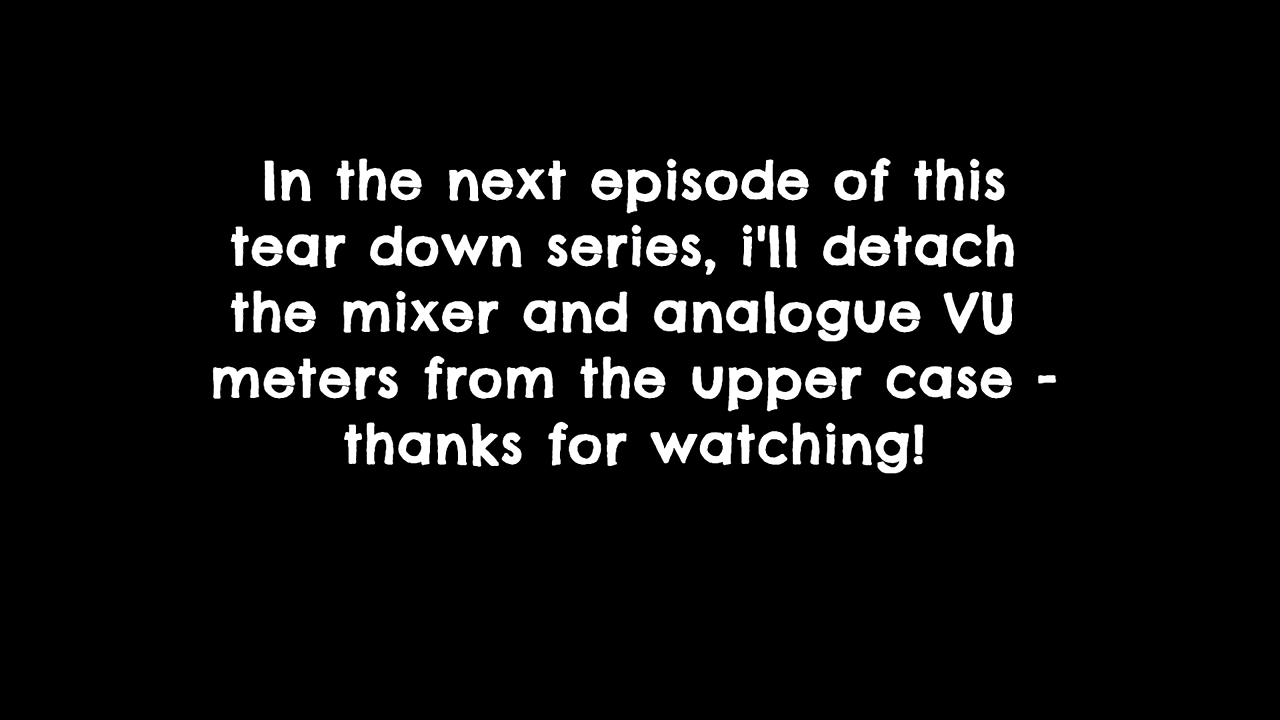 In the next episode of this
tear down series, i'll detach
the mixer and analogue VU
meters from the upper case -
thanks for watching!